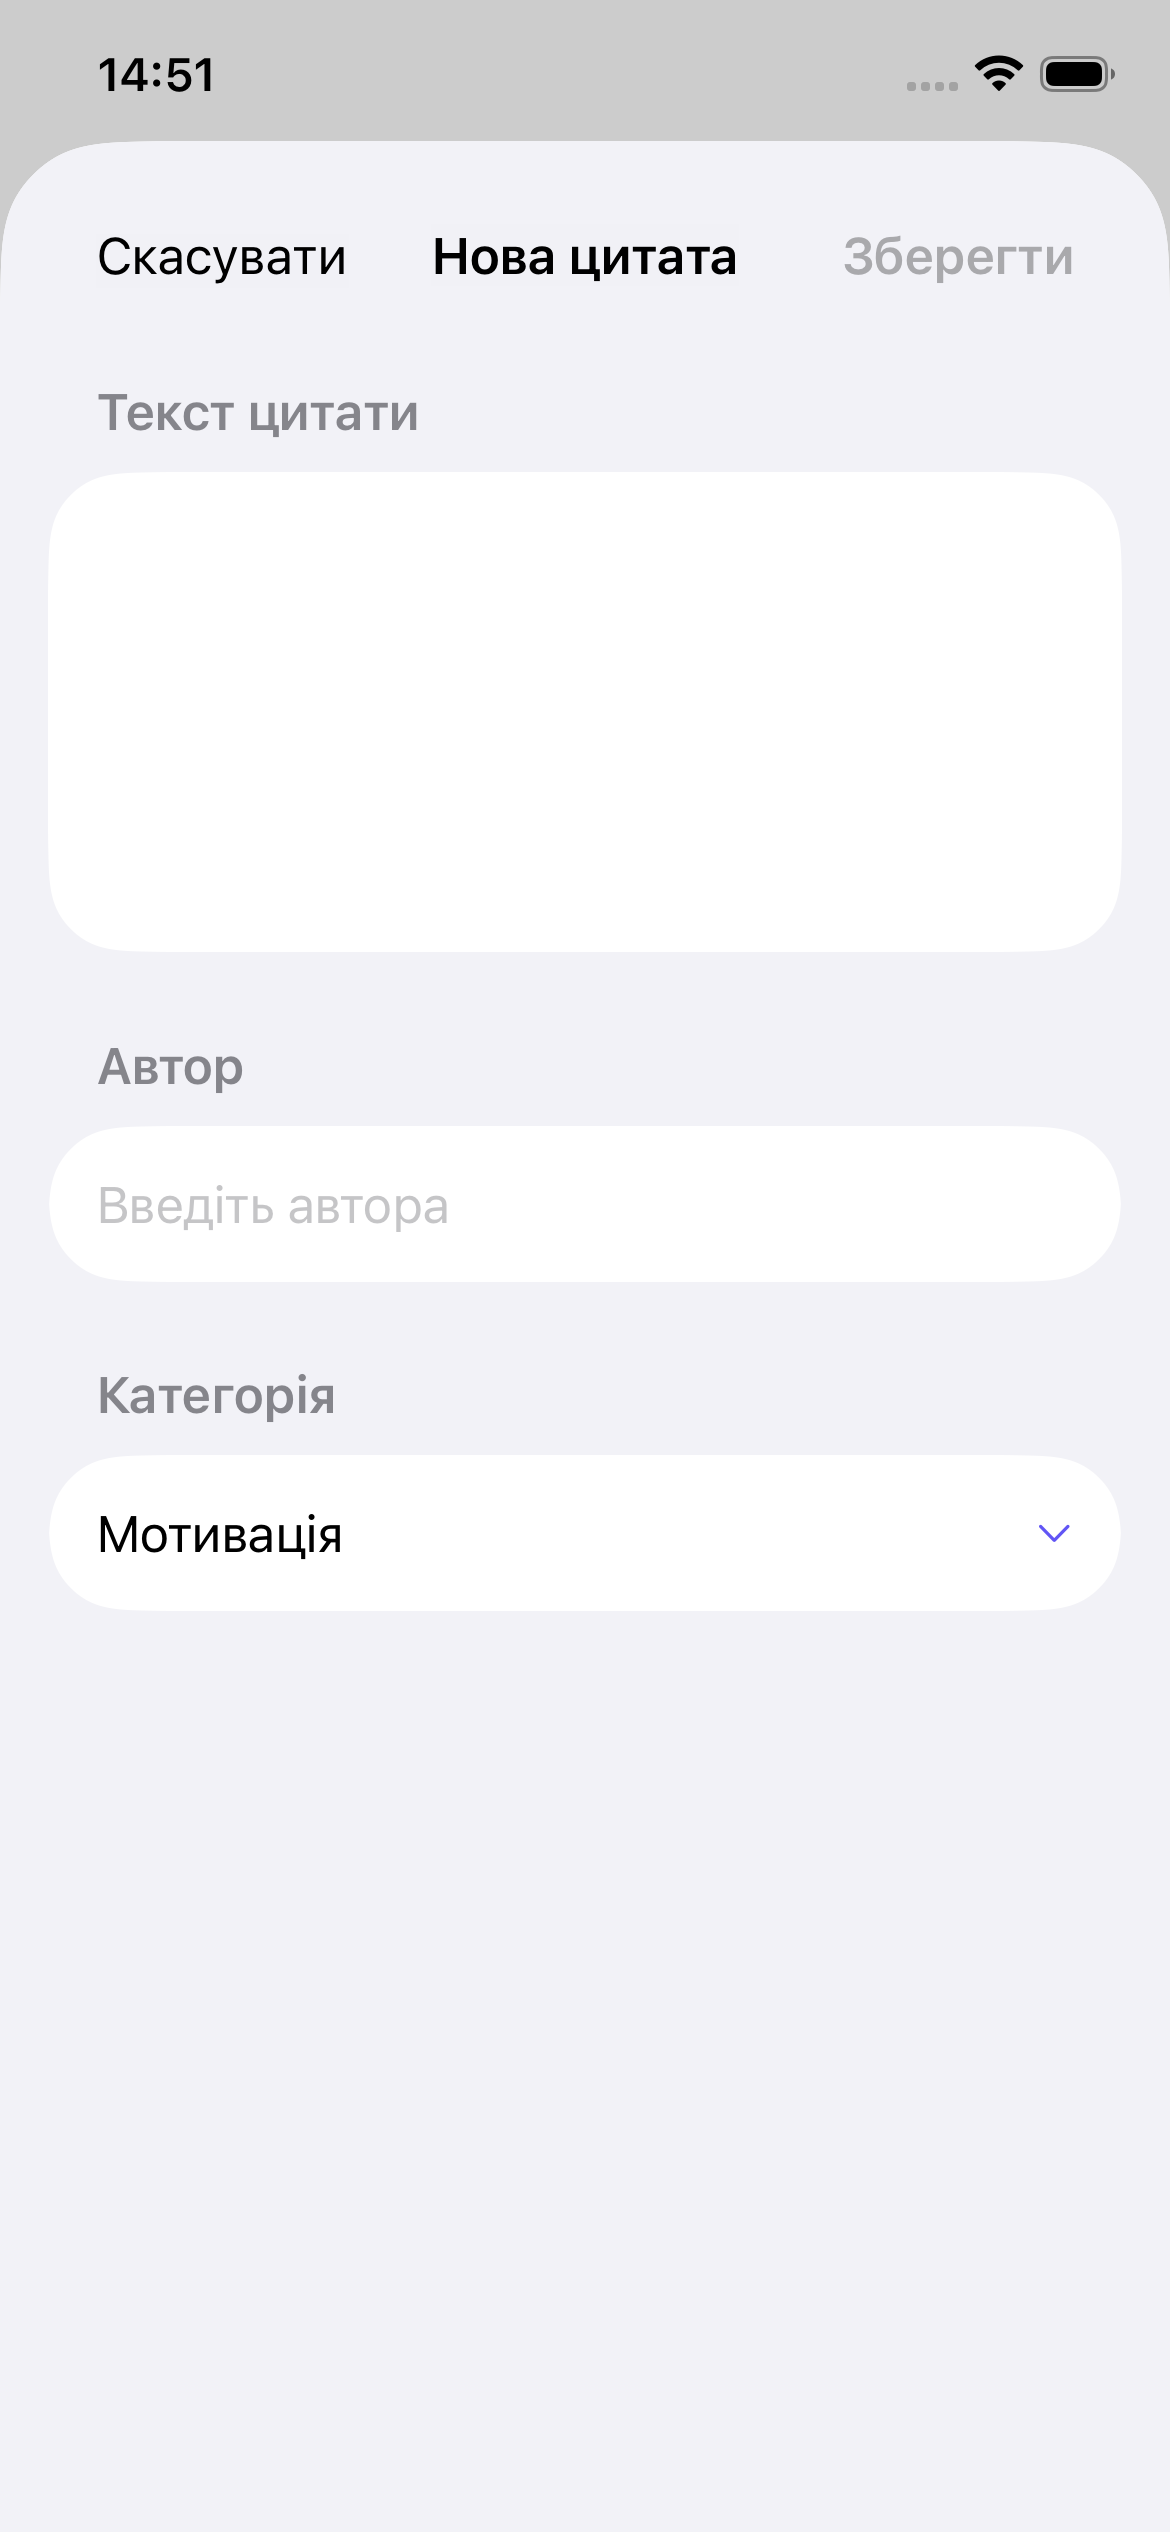 14:51
Скасувати Нова цитата Зберегти
Текст цитати
Автор
Введіть автора
Категорія
Мотивація